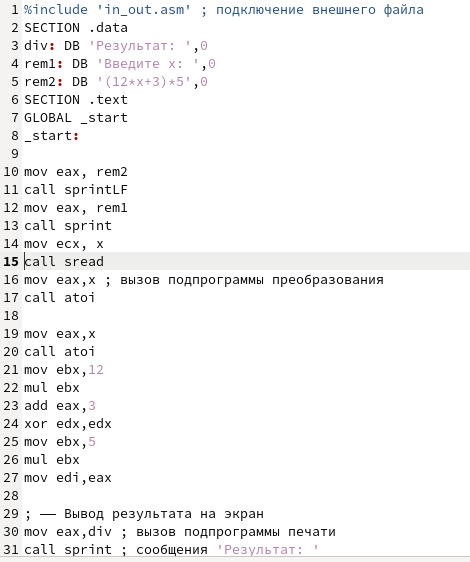 1 %include 'in_out.asm' ; подключение внешнего файла
2 SECTION .data
3 div: DB 'Результат: ',0
4 rem1: DB 'Введите x: ',0
5 rem2: DB '(12*x+3)*5',0
6 SECTION .text
7 GLOBAL _start
8 _start:
9
10 mov eax, rem2
11 call sprintLF
12 mov eax, rem1
13 call sprint
14 mov ecx, x
15 call sread
16 mov eax,x ; вызов подпрограммы преобразования
17 call atoi
18
19 mov eax,x
20 call atoi
21 mov ebx,12
22 mul ebx
23 add eax,3
24 xor edx,edx
25 mov ebx,5
26 mul ebx
27 mov edi,eax
28
29 ; —— Вывод результата на экран
30 mov eax,div ; вызов подпрограммы печати
31 call sprint ; сообщения 'Результат: '